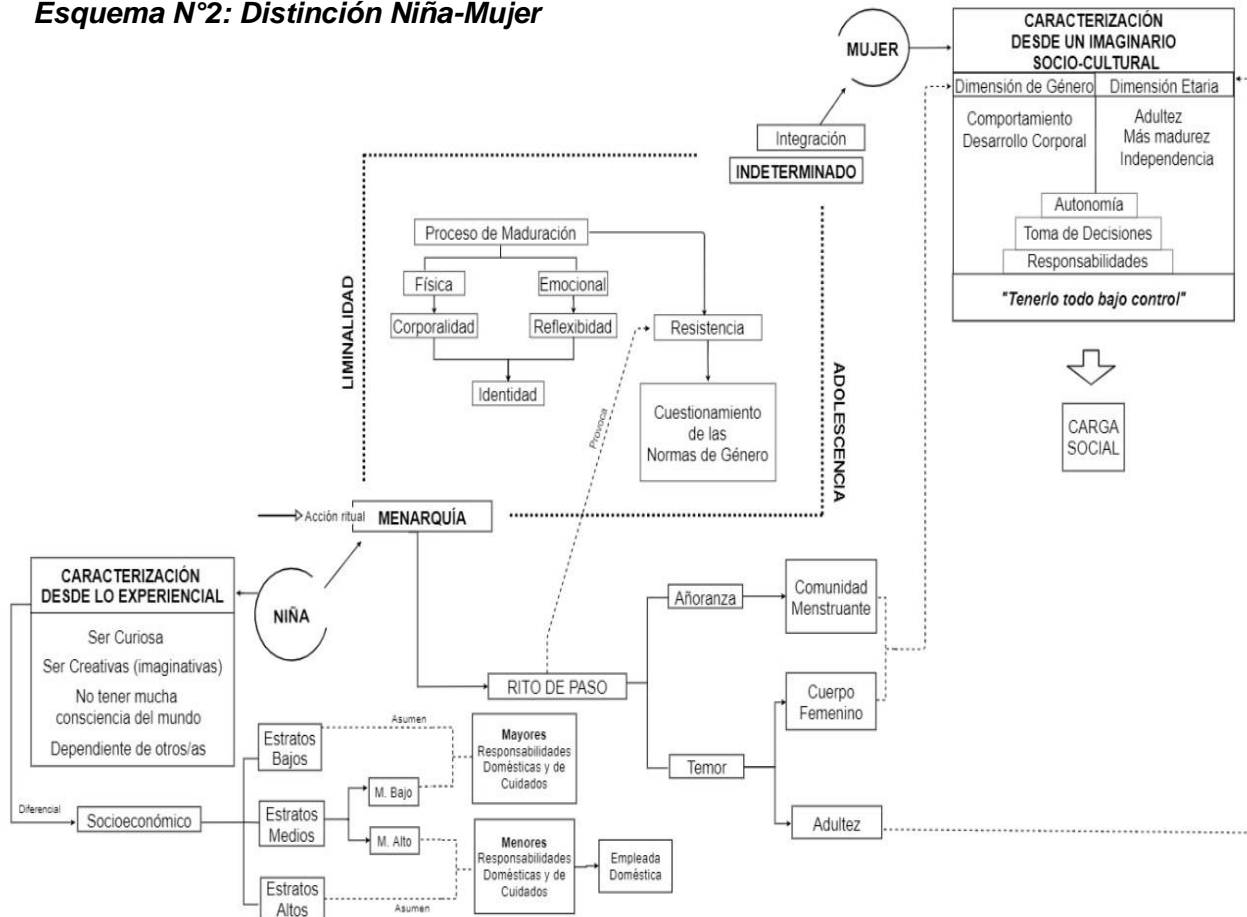 Esquema N°2: Distinción Niña-Mujer
MUJER
CARACTERIZACIÓN
DESDE UN IMAGINARIO
SOCIO-CULTURAL
Dimensión de Género
Dimensión Etaria
Comportamiento
Desarrollo Corporal
Adultez
Más madurez
Independencia
Autonomía
Toma de Decisiones
Responsabilidades
"Tenerlo todo bajo control"
CARGA
SOCIAL
Integración
INDETERMINADO
LIMINALIDAD
Proceso de Maduración
Física
Emocional
Corporalidad
Reflexibidad
Identidad
Resistencia
Cuestionamiento
de las
Normas de Género
Provoca
ADOLESCENCIA
Acción ritual
MENARQUÍA
NIÑA
CARACTERIZACIÓN
DESDE LO EXPERIENCIAL
Ser Curiosa
Ser Creativas (imaginativas)
No tener mucha
consciencia del mundo
Dependiente de otros/as
Diferencial
Socioeconómico
Estratos
Bajos
Estratos
Medios
Estratos
Altos
M. Bajo
M. Alto
Asumen
Asumen
Mayores
Responsabilidades
Domésticas y de
Cuidados
Menores
Responsabilidades
Domésticas y de
Cuidados
Empleada
Doméstica
RITO DE PASO
Añoranza
Temor
Comunidad
Menstruante
Cuerpo
Femenino
Adultez